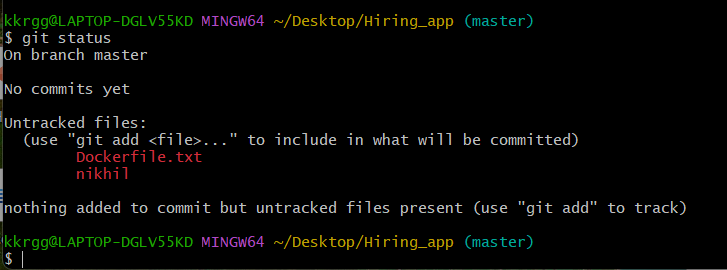 kkrgg@LAPTOP-DGLV55KD MINGW64 ~/Desktop/Hiring_app (master)
$ git status
On branch master
No commits yet
Untracked files:
  (use "git add <file>..." to include in what will be committed)
        Dockerfile.txt
        nikhil
nothing added to commit but untracked files present (use "git add" to track)
kkrgg@LAPTOP-DGLV55KD MINGW64 ~/Desktop/Hiring_app (master)
$